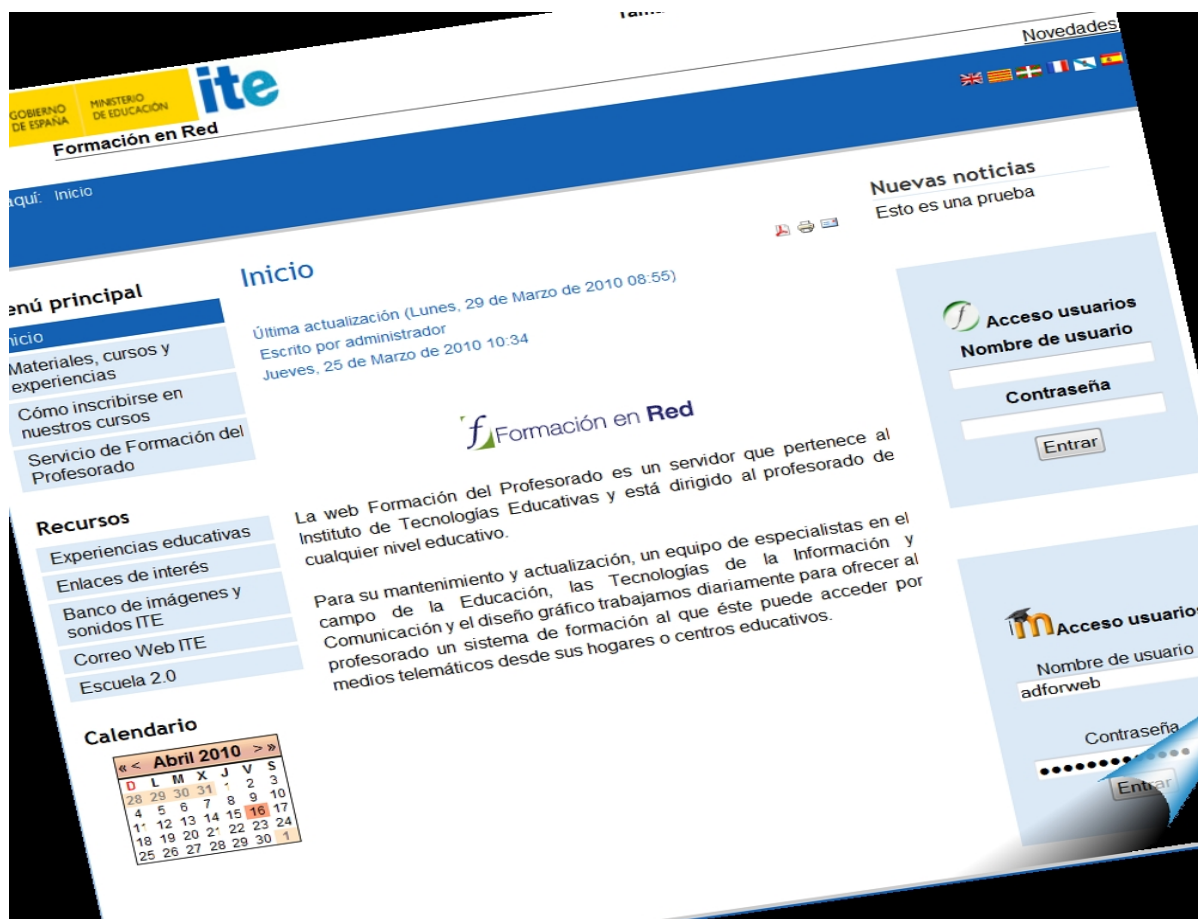 Novedades
GOBIERNO
DE ESPAÑA
MINISTERIO
DE EDUCACIÓN
ite
Formación en Red
aquí: Inicio
Menú principal
Inicio
Materiales, cursos y
experiencias
Cómo inscribirse en
nuestros cursos
Servicio de Formación del
Profesorado
Recursos
Experiencias educativas
Enlaces de interés
Banco de imágenes y
sonidos ITE
Correo Web ITE
Escuela 2.0
Calendario
«< Abril 2010 >»
D L M X J V S
28 29 30 31 1 2 3
4 5 6 7 8 9 10
11 12 13 14 15 16 17
18 19 20 21 22 23 24
25 26 27 28 29 30 1
Inicio
Última actualización (Lunes, 29 de Marzo de 2010 08:55)
Escrito por administrador
Jueves, 25 de Marzo de 2010 10:34
Formación en Red
La web Formación del Profesorado es un servidor que pertenece al
Instituto de Tecnologías Educativas y está dirigido al profesorado de
cualquier nivel educativo.
Para su mantenimiento y actualización, un equipo de especialistas en el
campo de la Educación, las Tecnologías de la Información y
Comunicación y el diseño gráfico trabajamos diariamente para ofrecer al
profesorado un sistema de formación al que éste puede acceder por
medios telemáticos desde sus hogares o centros educativos.
Nuevas noticias
Esto es una prueba
Acceso usuarios
Nombre de usuario
Contraseña
Entrar
Acceso usuarios
Nombre de usuario
adforweb
Contraseña
Entrar